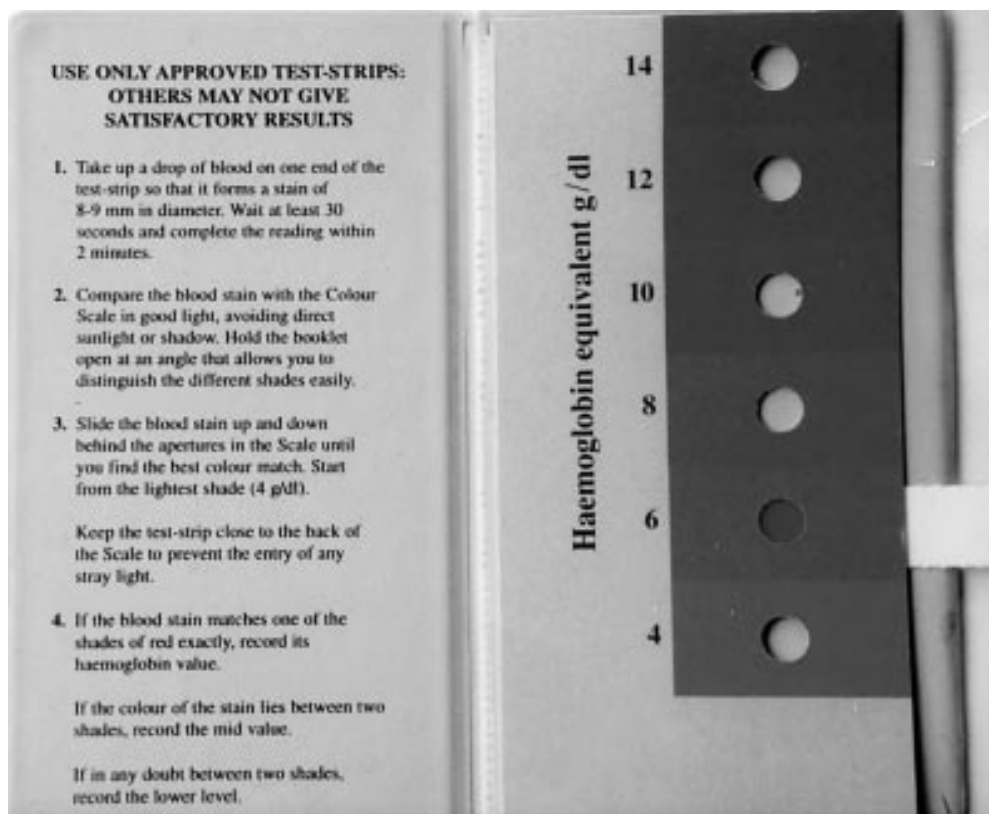 USE ONLY APPROVED TEST-STRIPS:
OTHERS MAY NOT GIVE
SATISFACTORY RESULTS
1. Take up a drop of blood on one end of the
test-strip so that it forms a stain of
8-9 mm in diameter. Wait at least 30
seconds and complete the reading within
2 minutes.
2. Compare the blood stain with the Colour
Scale in good light, avoiding direct
sunlight or shadow. Hold the booklet
open at an angle that allows you to
distinguish the different shades easily.
3. Slide the blood stain up and down
behind the apertures in the Scale until
you find the best colour match. Start
from the lightest shade (4 g/dl).
Keep the test-strip close to the back of
the Scale to prevent the entry of any
stray light.
4. If the blood stain matches one of the
shades of red exactly, record its
haemoglobin value.
If the colour of the stain lies between two
shades, record the mid value.
If in any doubt between two shades,
record the lower level.
Haemoglobin equivalent g/dl
14
12
10
8
6
4